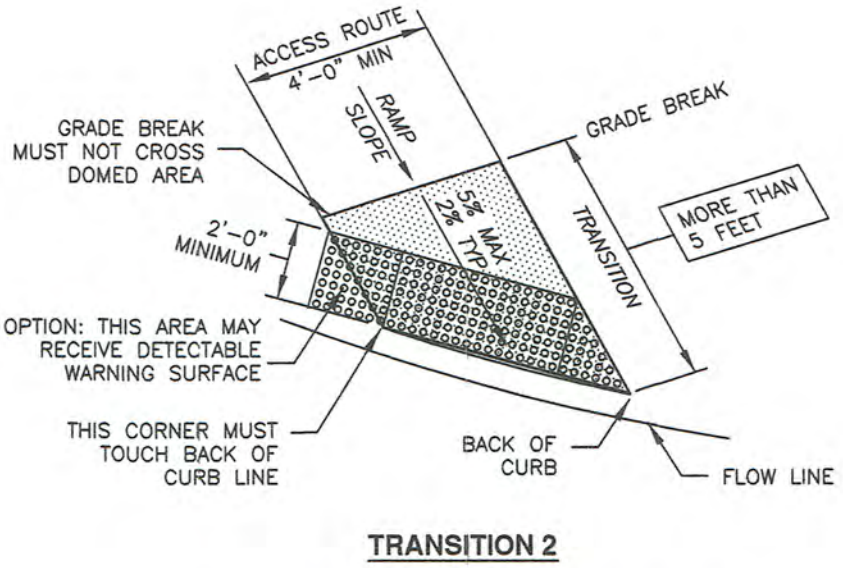 ACCESS ROUTE
4'-0" MIN
RAMP
SLOPE
GRADE BREAK
GRADE BREAK
MUST NOT CROSS
DOMED AREA
5% MAX
2% TYP
TRANSITION
MORE THAN
5 FEET
2'-0"
MINIMUM
OPTION: THIS AREA MAY
RECEIVE DETECTABLE
WARNING SURFACE
THIS CORNER MUST
TOUCH BACK OF
CURB LINE
BACK OF
CURB
FLOW LINE
TRANSITION 2